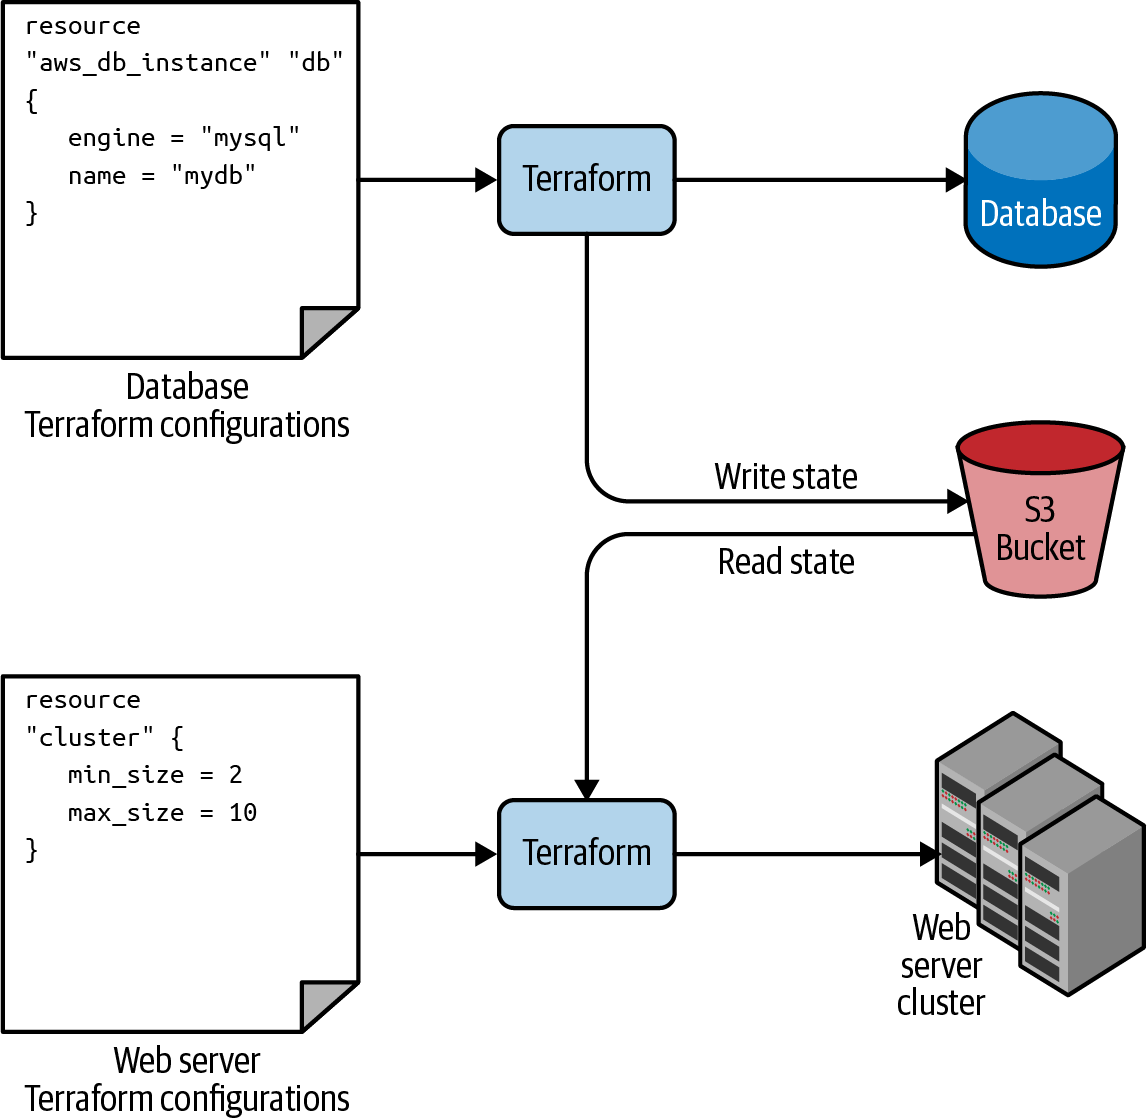 resource
"aws_db_instance" "db"
{
   engine = "mysql"
   name = "mydb"
}
Database
Terraform configurations
Terraform
Database
Write state
S3
Bucket
Read state
resource
"cluster" {
   min_size = 2
   max_size = 10
}
Web server
Terraform configurations
Terraform
Web
server
cluster